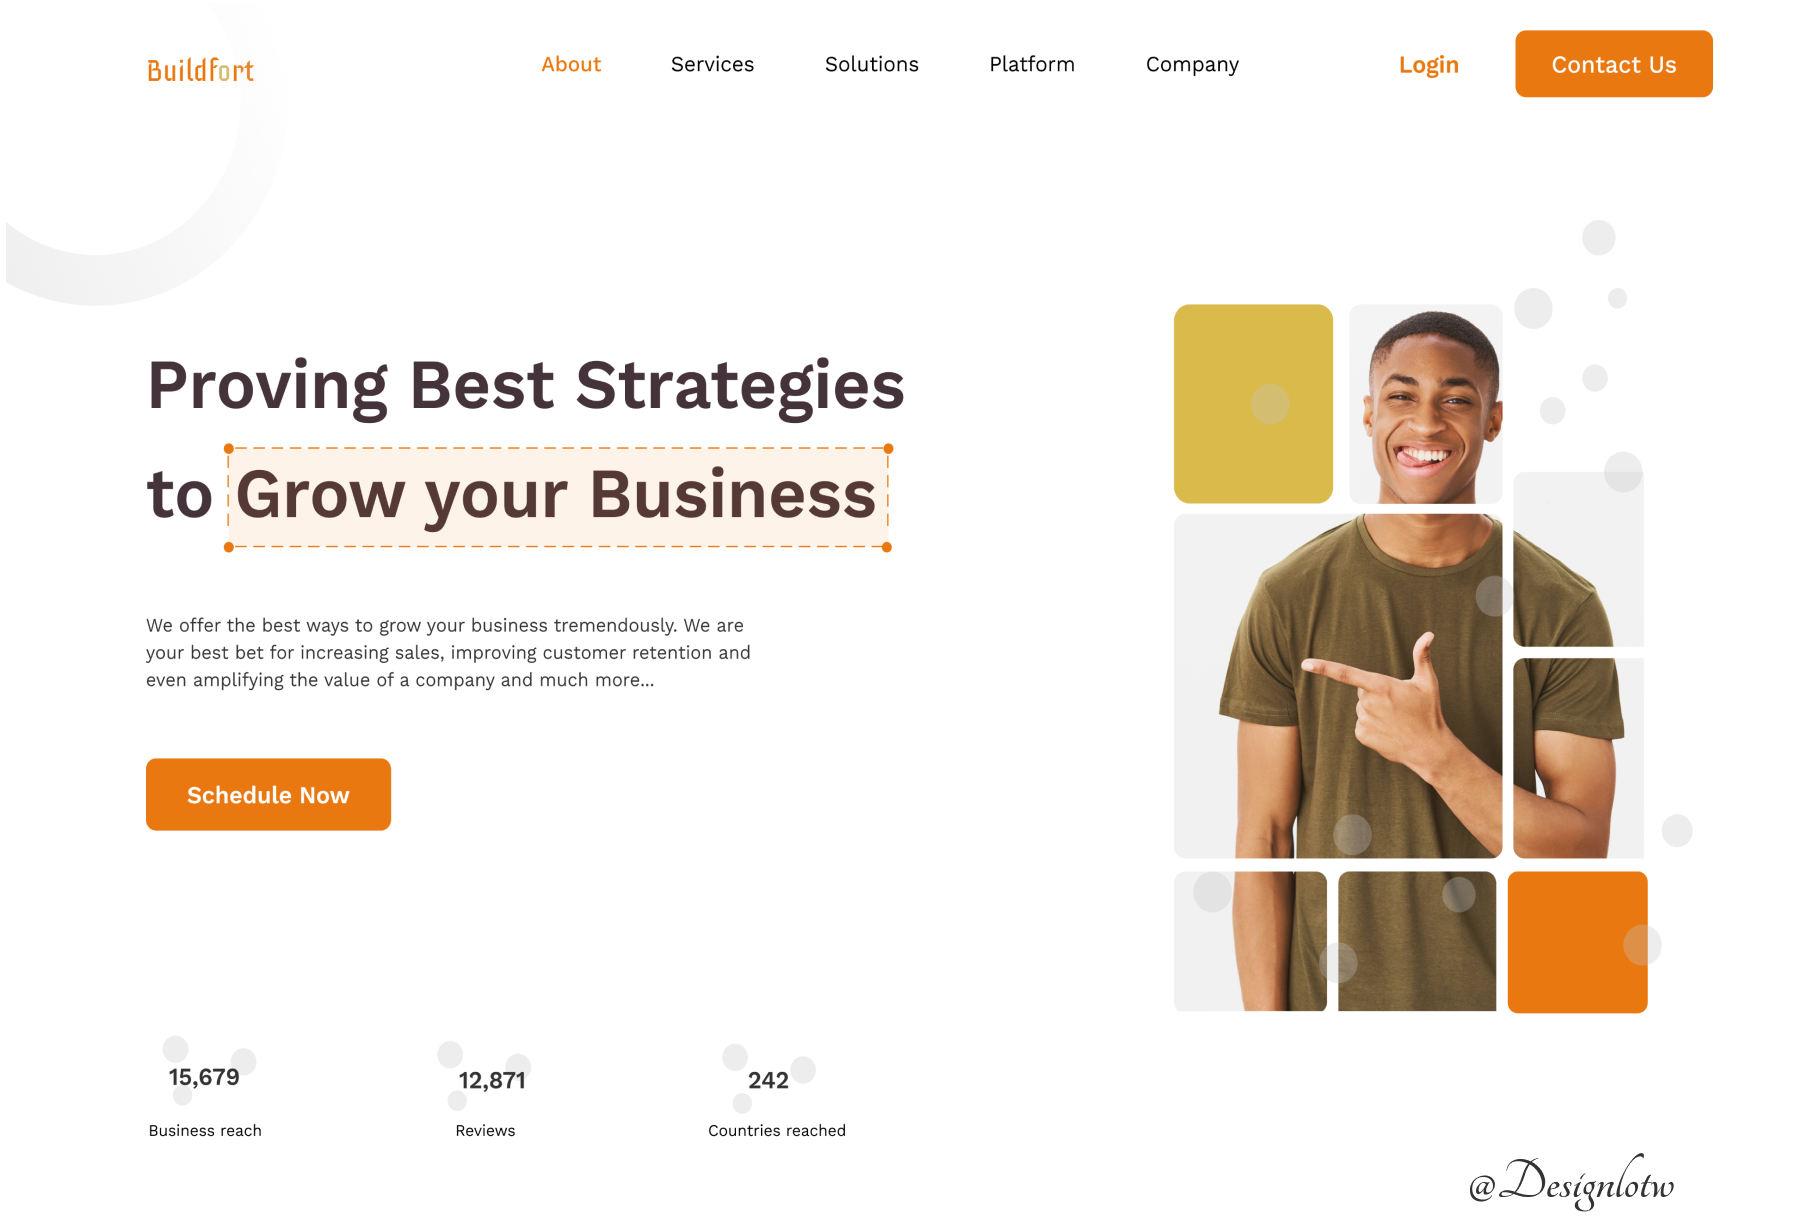 Buildfort
About Services Solutions Platform Company Login Contact Us
Proving Best Strategies
to Grow your Business
We offer the best ways to grow your business tremendously. We are
your best bet for increasing sales, improving customer retention and
even amplifying the value of a company and much more...
Schedule Now
15,679 12,871 242
Business reach Reviews Countries reached
@Designlotw